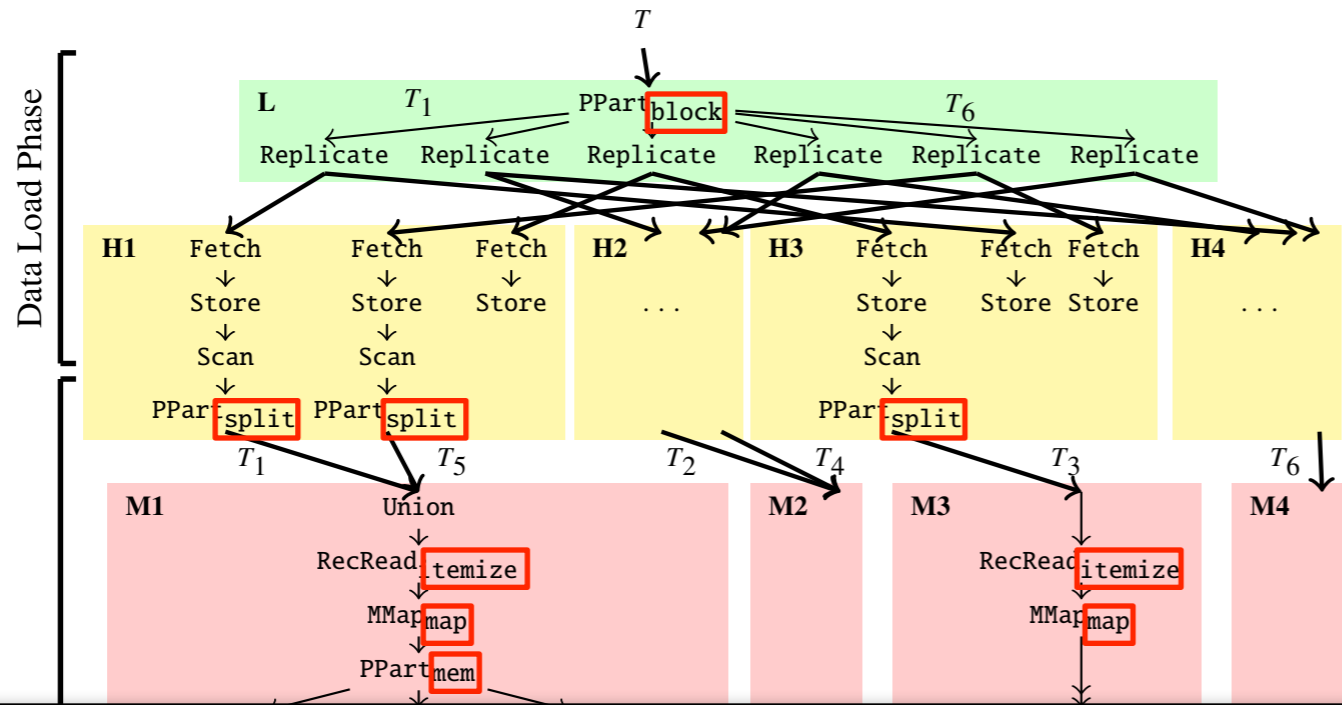 T
Data Load Phase
L T1 PPart block T6
Replicate Replicate Replicate Replicate Replicate Replicate
H1 Fetch Fetch Fetch H2 H3 Fetch Fetch Fetch H4
Store Store Store ... Store Store Store ...
Scan Scan Scan
PPart split PPart split PPart split
T1 T5 T2 T4 T3 T6
M1 Union M2 M3 M4
RecRead itemize RecRead itemize
MMap map MMap map
PPart mem